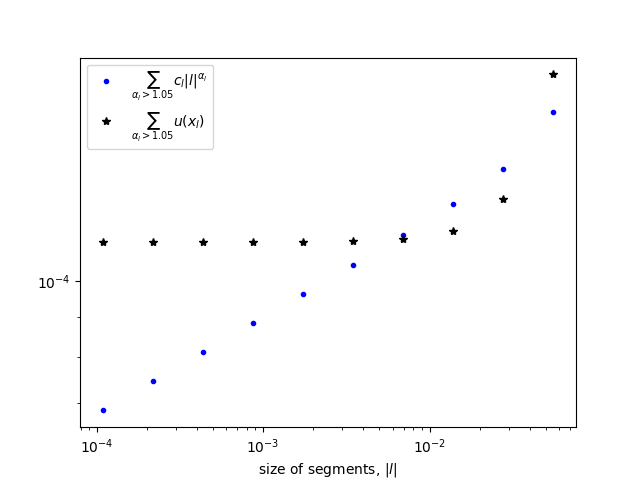 ∑ c_l|l|^{α_l}
α_l>1.05
∑ u(x_l)
α_l>1.05
10^{-4}
10^{-4} 10^{-3} 10^{-2}
size of segments, |l|